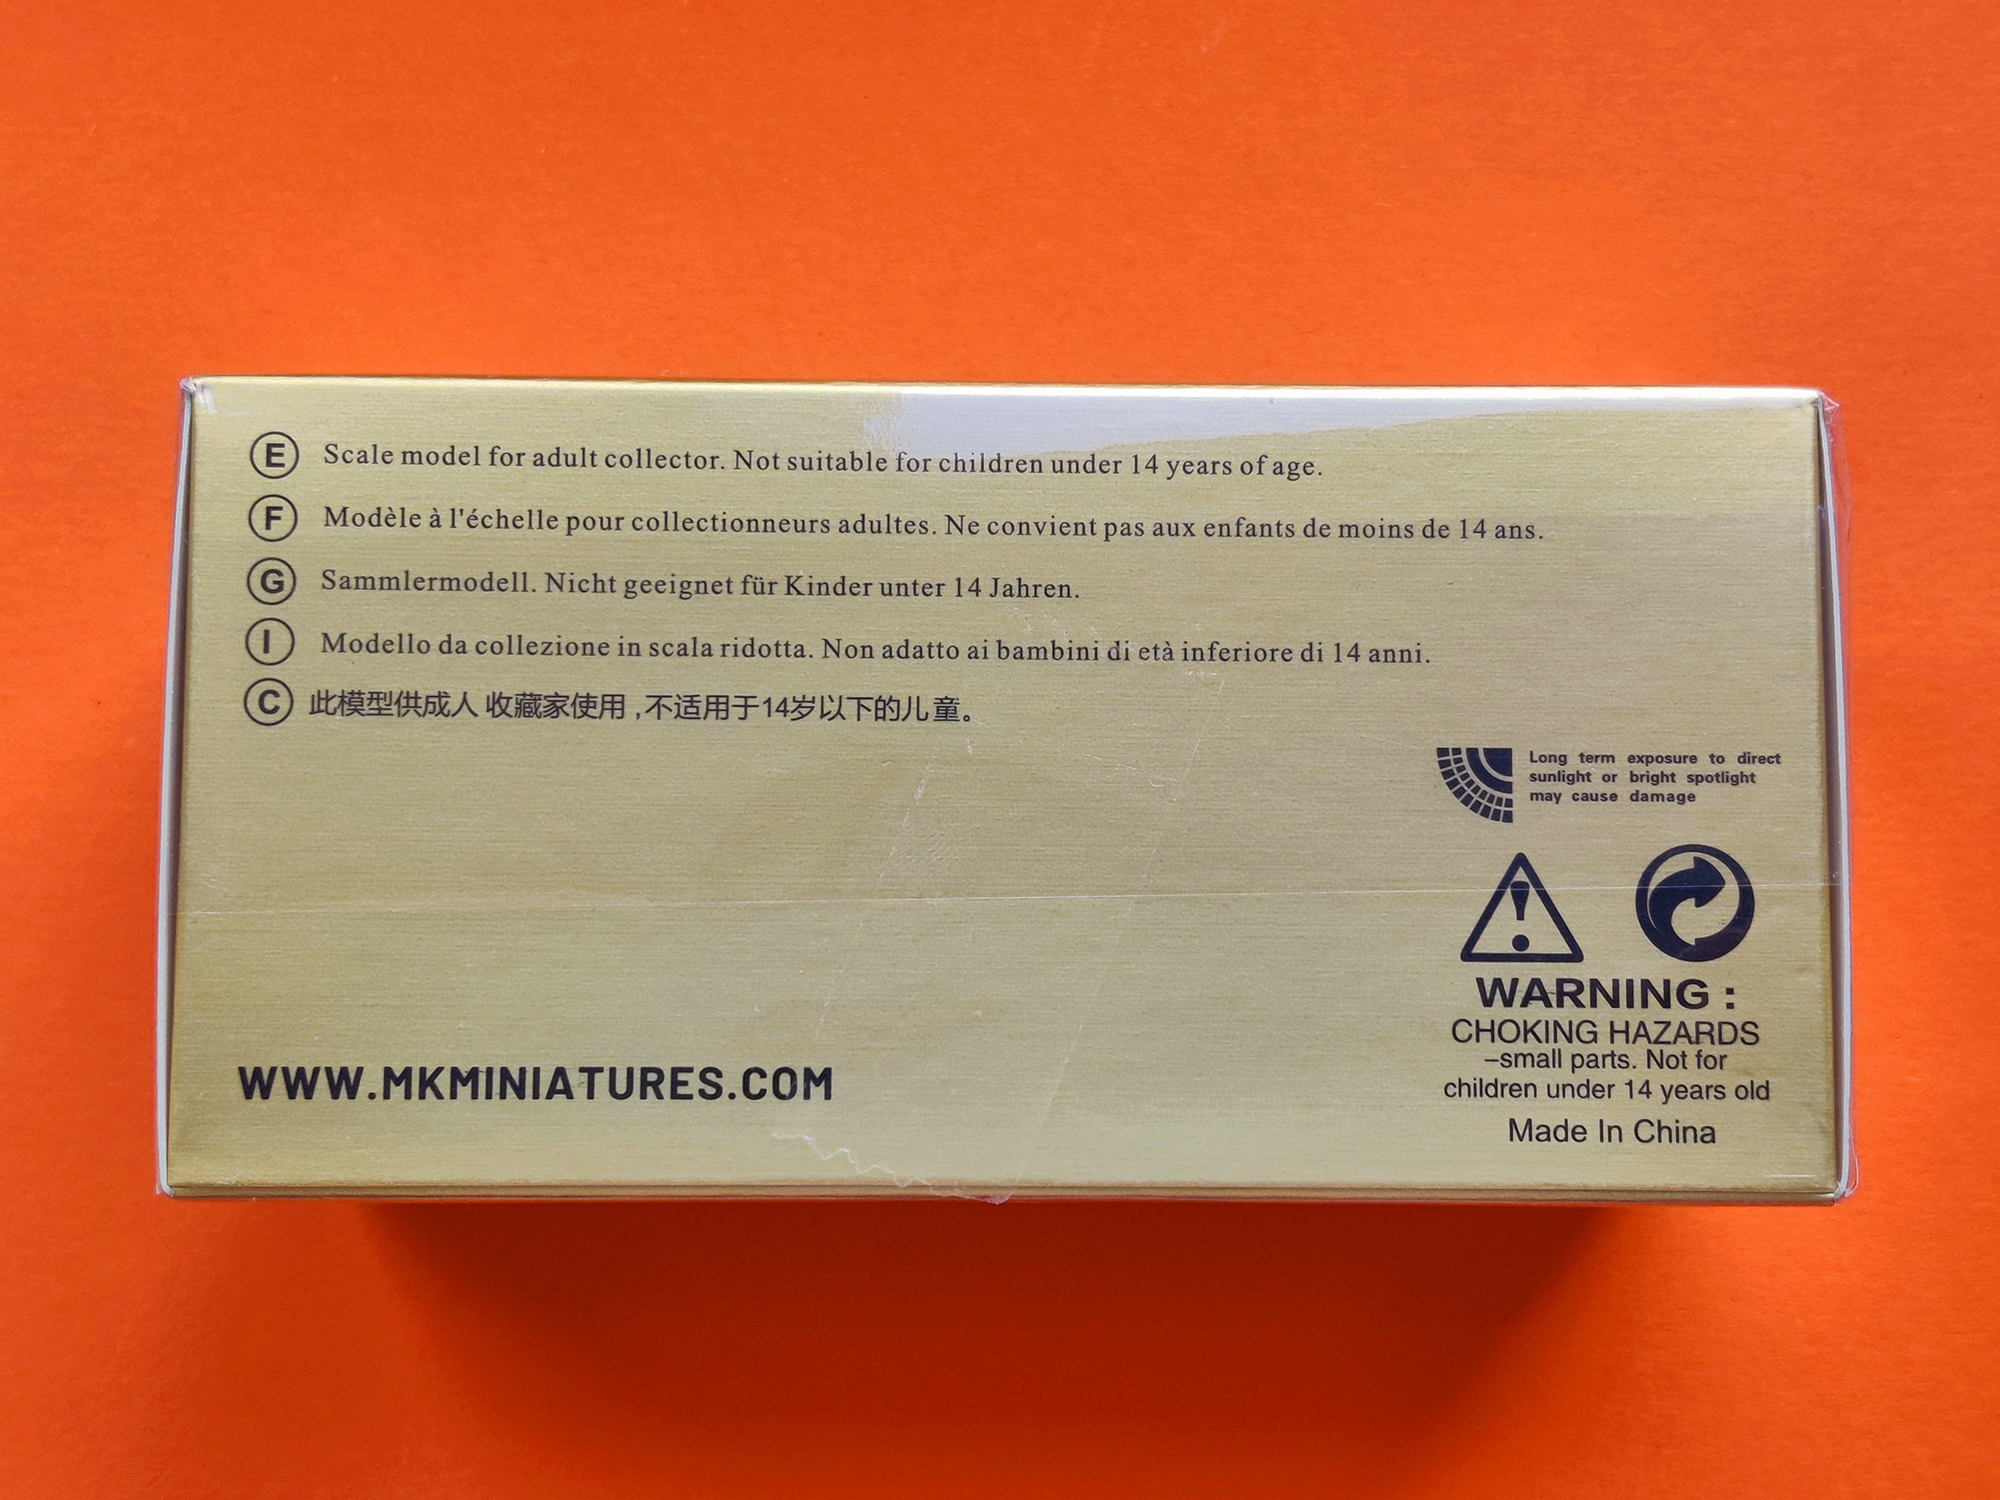 E Scale model for adult collector. Not suitable for children under 14 years of age.
F Modèle à l'échelle pour collectionneurs adultes. Ne convient pas aux enfants de moins de 14 ans.
G Sammlermodell. Nicht geeignet für Kinder unter 14 Jahren.
I Modello da collezione in scala ridotta. Non adatto ai bambini di età inferiore di 14 anni.
C 此模型供成人 收藏家使用 ,不适用于14岁以下的儿童。
Long term exposure to direct
sunlight or bright spotlight
may cause damage
WARNING :
CHOKING HAZARDS
–small parts. Not for
children under 14 years old
Made In China
WWW.MKMINIATURES.COM